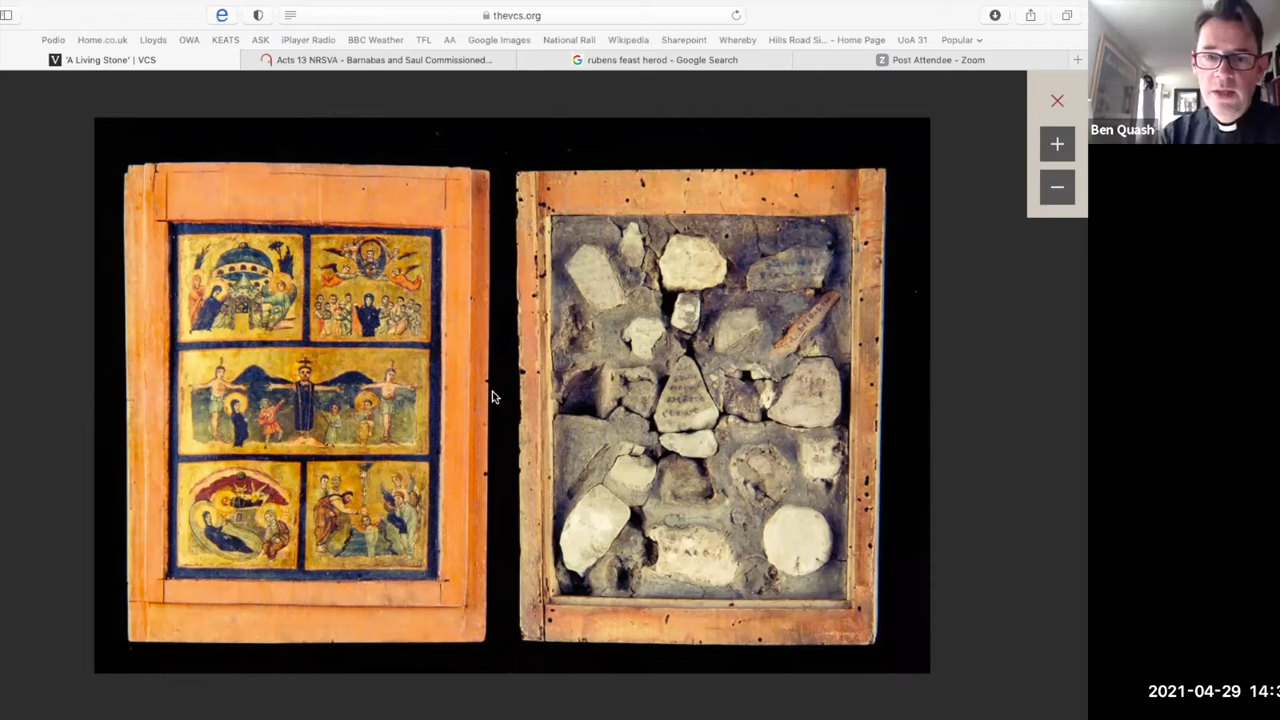 thevcs.org
Podio Home.co.uk Lloyds OWA KEATS ASK iPlayer Radio BBC Weather TFL AA Google Images National Rail Wikipedia Sharepoint Whereby Hills Road Si... - Home Page UoA 31 Popular
'A Living Stone' | VCS Acts 13 NRSVA - Barnabas and Saul Commissioned... rubens feast herod - Google Search Post Attendee - Zoom
Ben Quash
2021-04-29 14:3